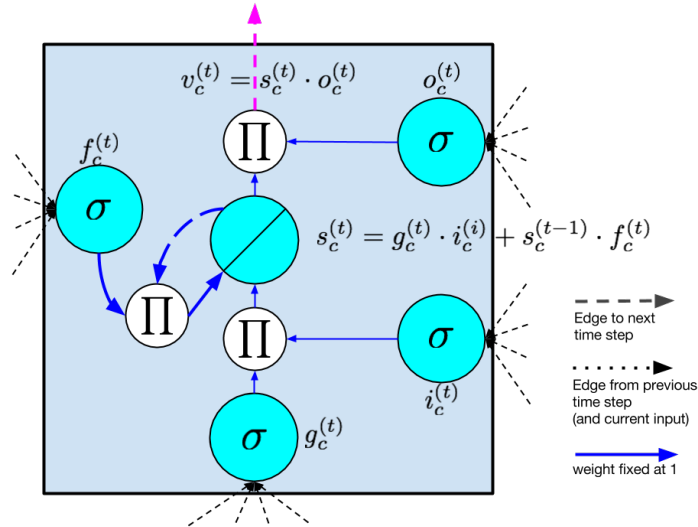 v_c^{(t)} = s_c^{(t)} · o_c^{(t)}
o_c^{(t)}
∏
σ
f_c^{(t)}
σ
s_c^{(t)} = g_c^{(t)} · i_c^{(i)} + s_c^{(t-1)} · f_c^{(t)}
∏
∏
σ
i_c^{(t)}
σ
g_c^{(t)}
Edge to next
time step
Edge from previous
time step
(and current input)
weight fixed at 1